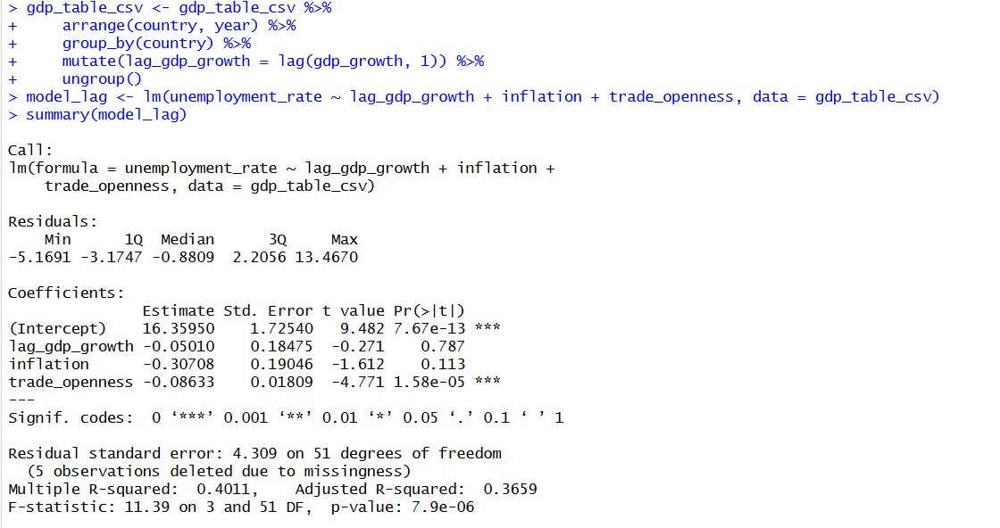 > gdp_table_csv <- gdp_table_csv %>%
+     arrange(country, year) %>%
+     group_by(country) %>%
+     mutate(lag_gdp_growth = lag(gdp_growth, 1)) %>%
+     ungroup()
> model_lag <- lm(unemployment_rate ~ lag_gdp_growth + inflation + trade_openness, data = gdp_table_csv)
> summary(model_lag)

Call:
lm(formula = unemployment_rate ~ lag_gdp_growth + inflation +
    trade_openness, data = gdp_table_csv)

Residuals:
    Min      1Q  Median      3Q     Max
-5.1691 -3.1747 -0.8809  2.2056 13.4670

Coefficients:
               Estimate Std. Error t value Pr(>|t|)
(Intercept)    16.35950    1.72540   9.482 7.67e-13 ***
lag_gdp_growth -0.05010    0.18475  -0.271    0.787
inflation      -0.30708    0.19046  -1.612    0.113
trade_openness -0.08633    0.01809  -4.771 1.58e-05 ***
---
Signif. codes:  0 ‘***’ 0.001 ‘**’ 0.01 ‘*’ 0.05 ‘.’ 0.1 ‘ ’ 1

Residual standard error: 4.309 on 51 degrees of freedom
  (5 observations deleted due to missingness)
Multiple R-squared:  0.4011,    Adjusted R-squared:  0.3659
F-statistic: 11.39 on 3 and 51 DF,  p-value: 7.9e-06